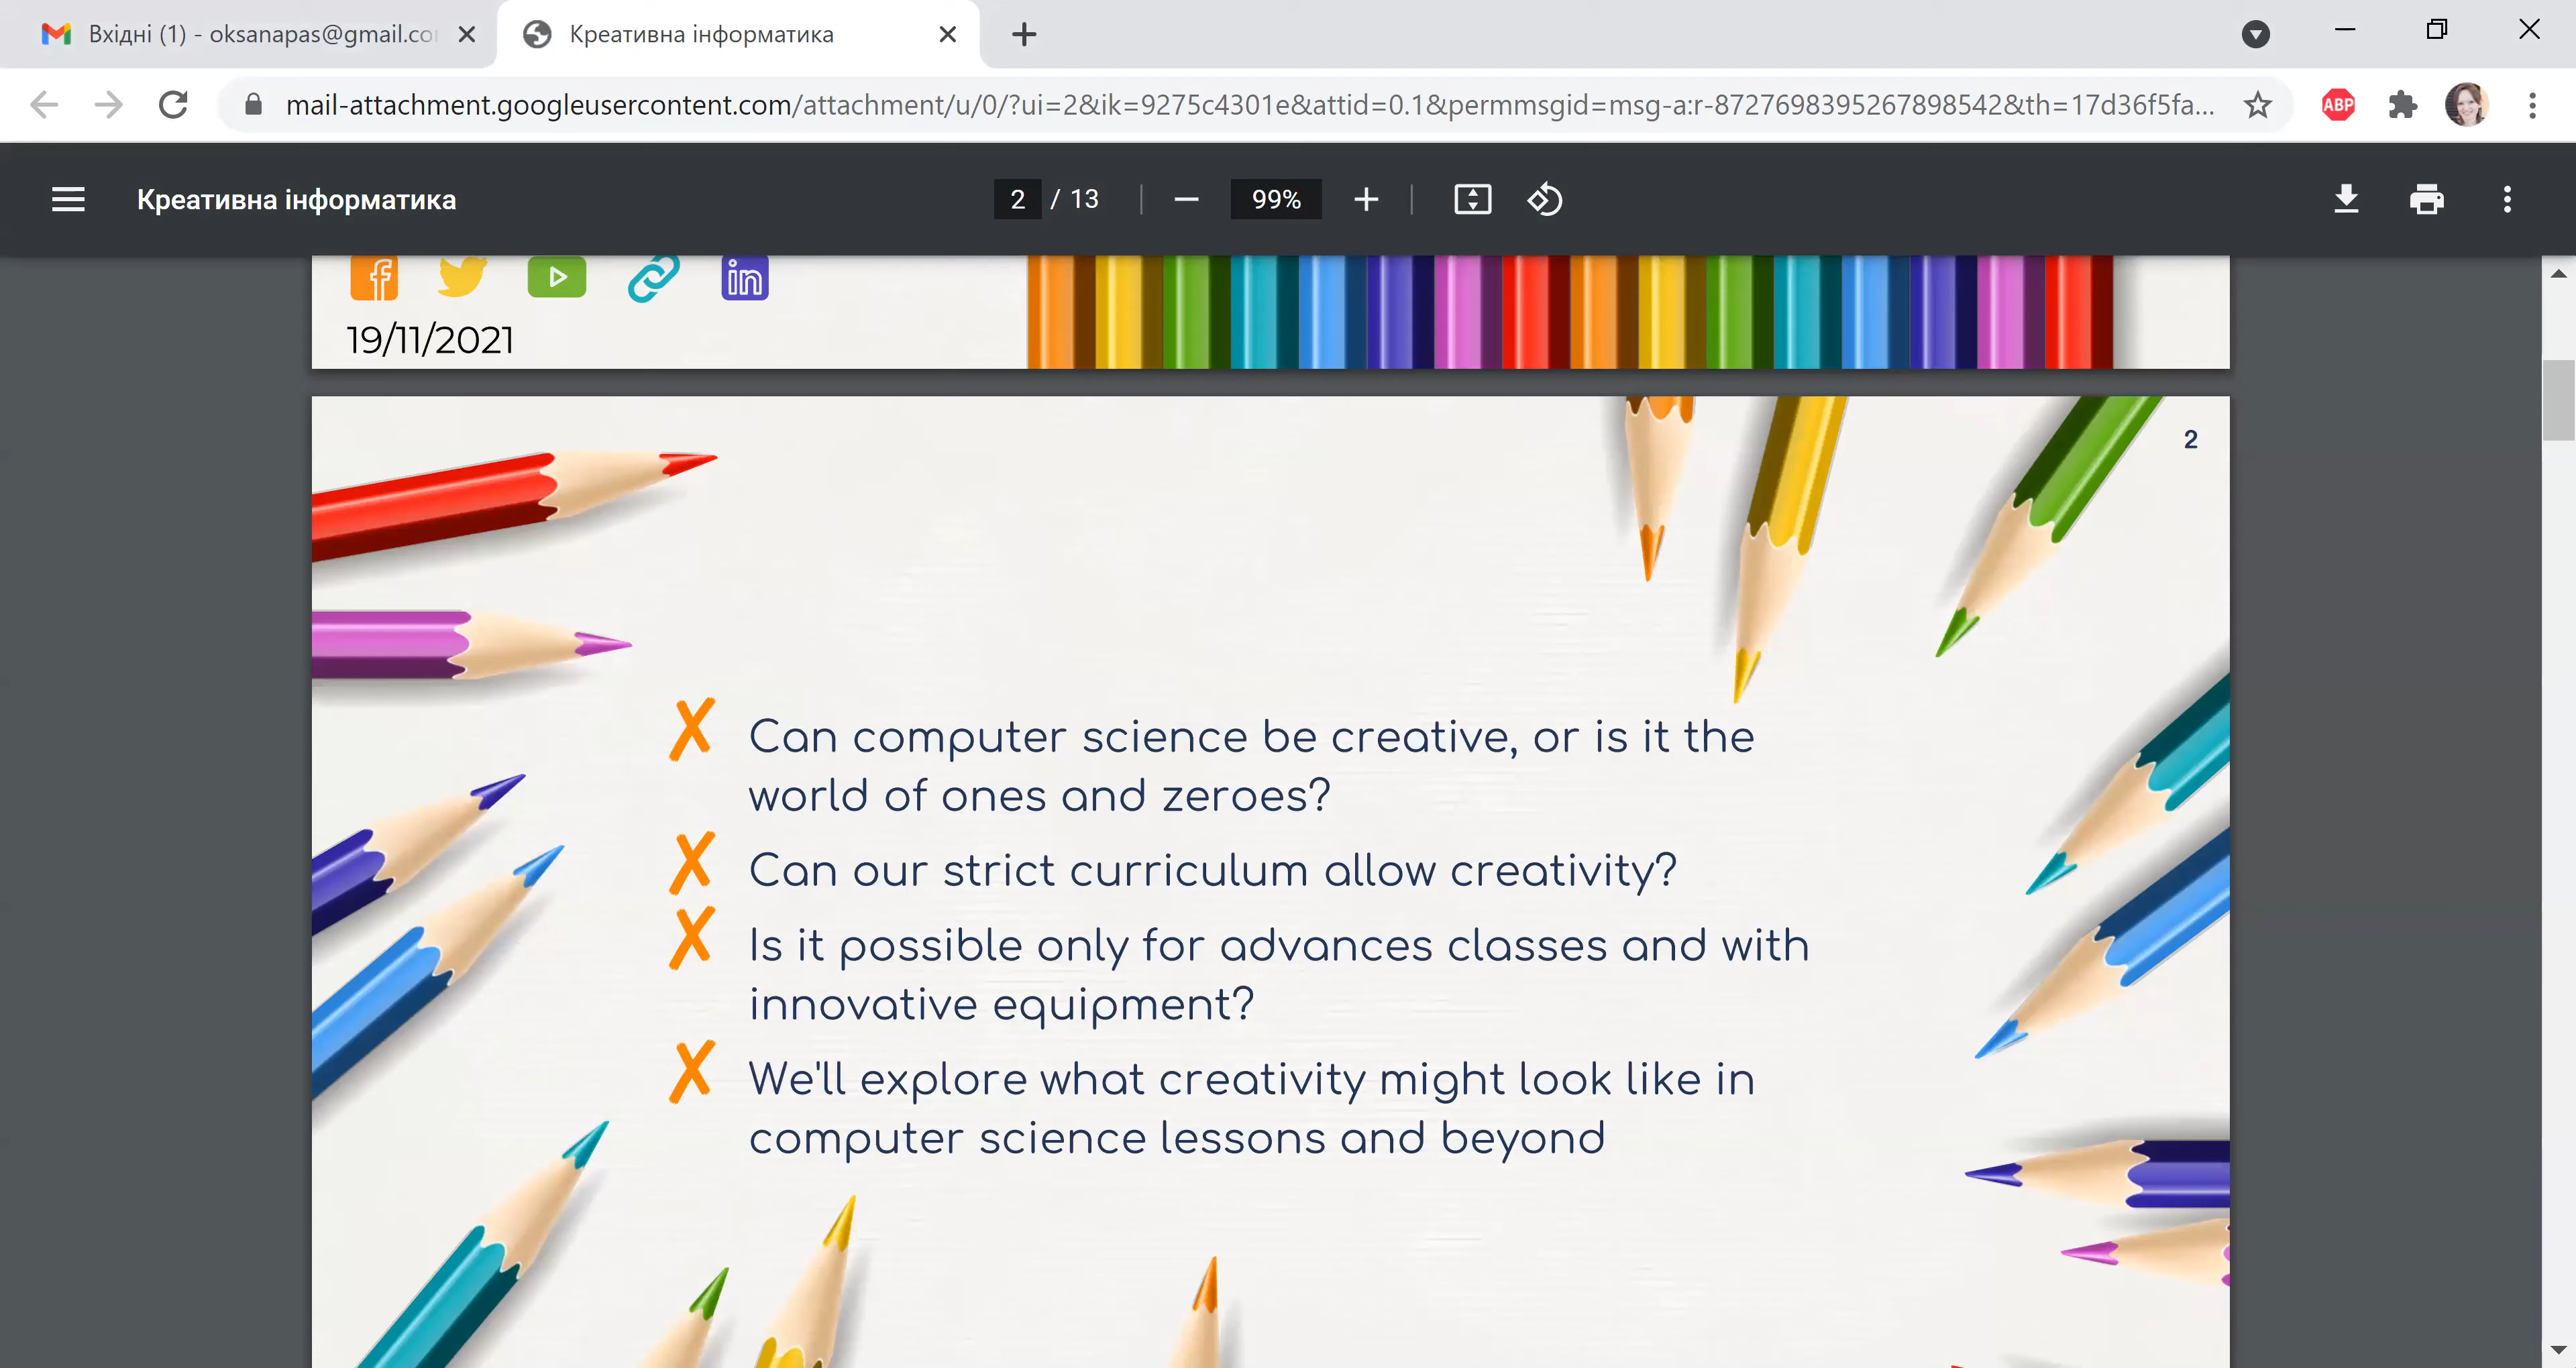 Вхідні (1) - oksanapas@gmail.co
Креативна інформатика
mail-attachment.googleusercontent.com/attachment/u/0/?ui=2&ik=9275c4301e&attid=0.1&permmsgid=msg-a:r-8727698395267898542&th=17d36f5fa...
ABP
Креативна інформатика
2 / 13
99%
19/11/2021
2
Can computer science be creative, or is it the
world of ones and zeroes?
Can our strict curriculum allow creativity?
Is it possible only for advances classes and with
innovative equipment?
We'll explore what creativity might look like in
computer science lessons and beyond